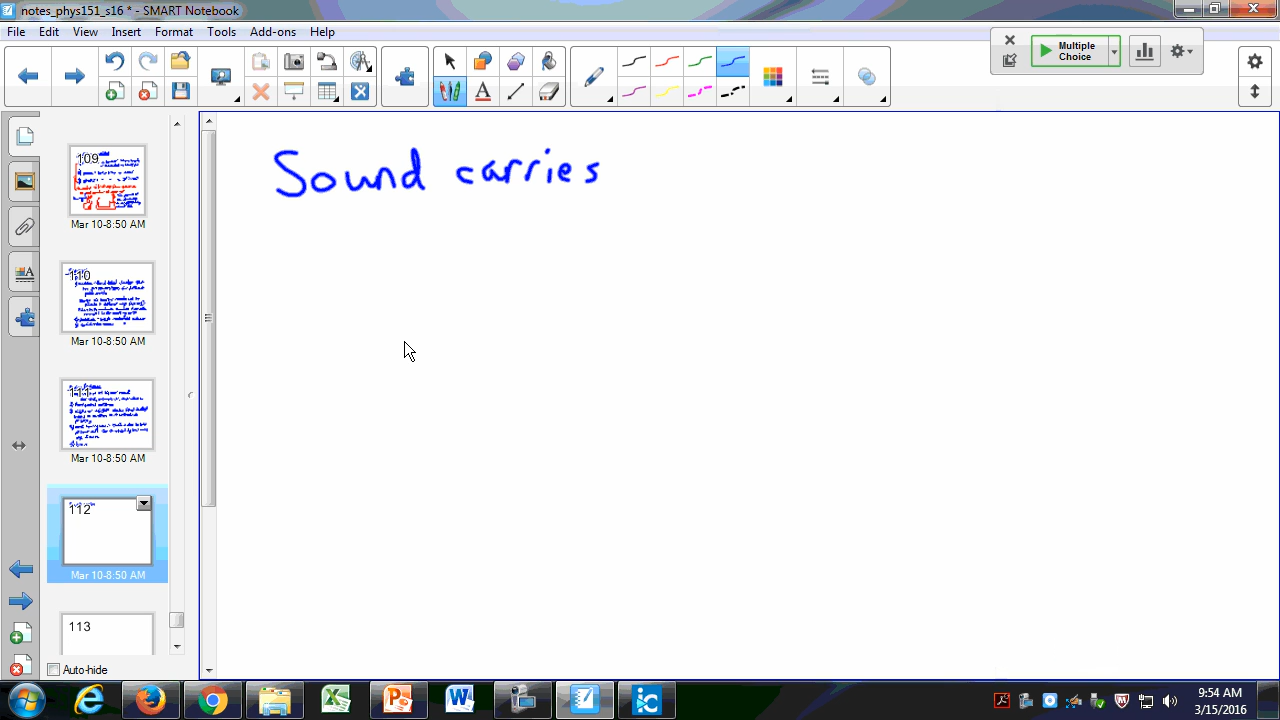 notes_phys151_s16 * - SMART Notebook
File Edit View Insert Format Tools Add-ons Help
Multiple
Choice
Sound carries
109
Mar 10-8:50 AM
110
Mar 10-8:50 AM
111
Mar 10-8:50 AM
112
Mar 10-8:50 AM
113
Auto-hide
9:54 AM
3/15/2016